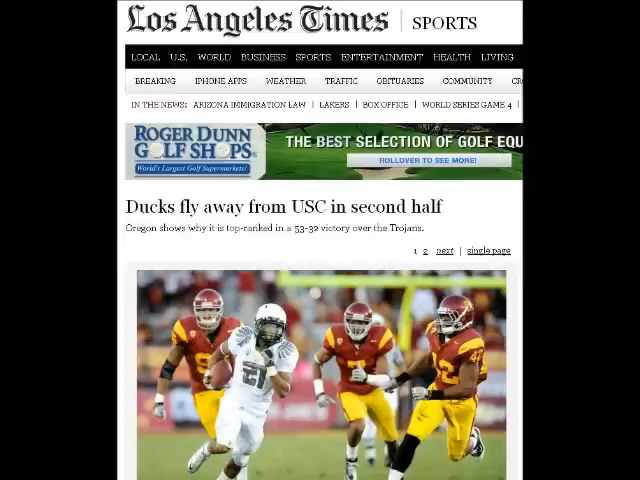 Los Angeles Times | SPORTS
LOCAL U.S. WORLD BUSINESS SPORTS ENTERTAINMENT HEALTH LIVING
BREAKING IPHONE APPS WEATHER TRAFFIC OBITUARIES COMMUNITY CR
IN THE NEWS: ARIZONA IMMIGRATION LAW | LAKERS | BOX OFFICE | WORLD SERIES GAME 4 |
ROGER DUNN
GOLF SHOPS
World's Largest Golf Supermarkets!
THE BEST SELECTION OF GOLF EQU
ROLLOVER TO SEE MORE!
Ducks fly away from USC in second half
Oregon shows why it is top-ranked in a 53-32 victory over the Trojans.
1 2 next | single page
9
21
42